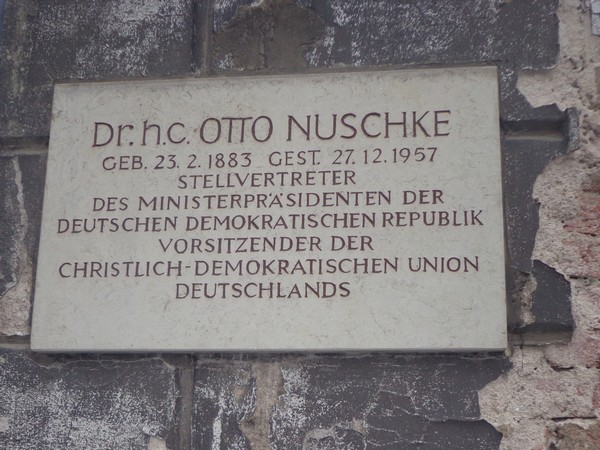 Dr. h.c. OTTO NUSCHKE
GEB. 23. 2. 1883 GEST. 27. 12. 1957
STELLVERTRETER
DES MINISTERPRÄSIDENTEN DER
DEUTSCHEN DEMOKRATISCHEN REPUBLIK
VORSITZENDER DER
CHRISTLICH-DEMOKRATISCHEN UNION
DEUTSCHLANDS